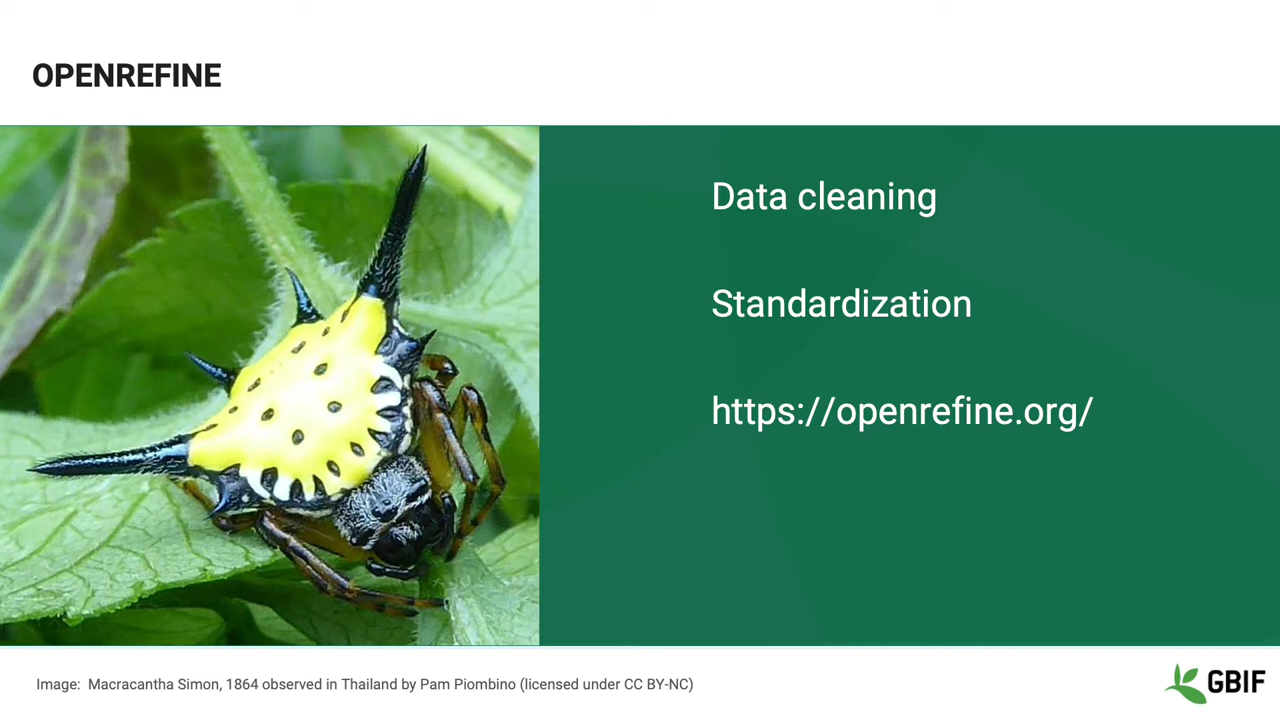 OPENREFINE
Data cleaning
Standardization
https://openrefine.org/
Image: Macracantha Simon, 1864 observed in Thailand by Pam Piombino (licensed under CC BY-NC)
GBIF